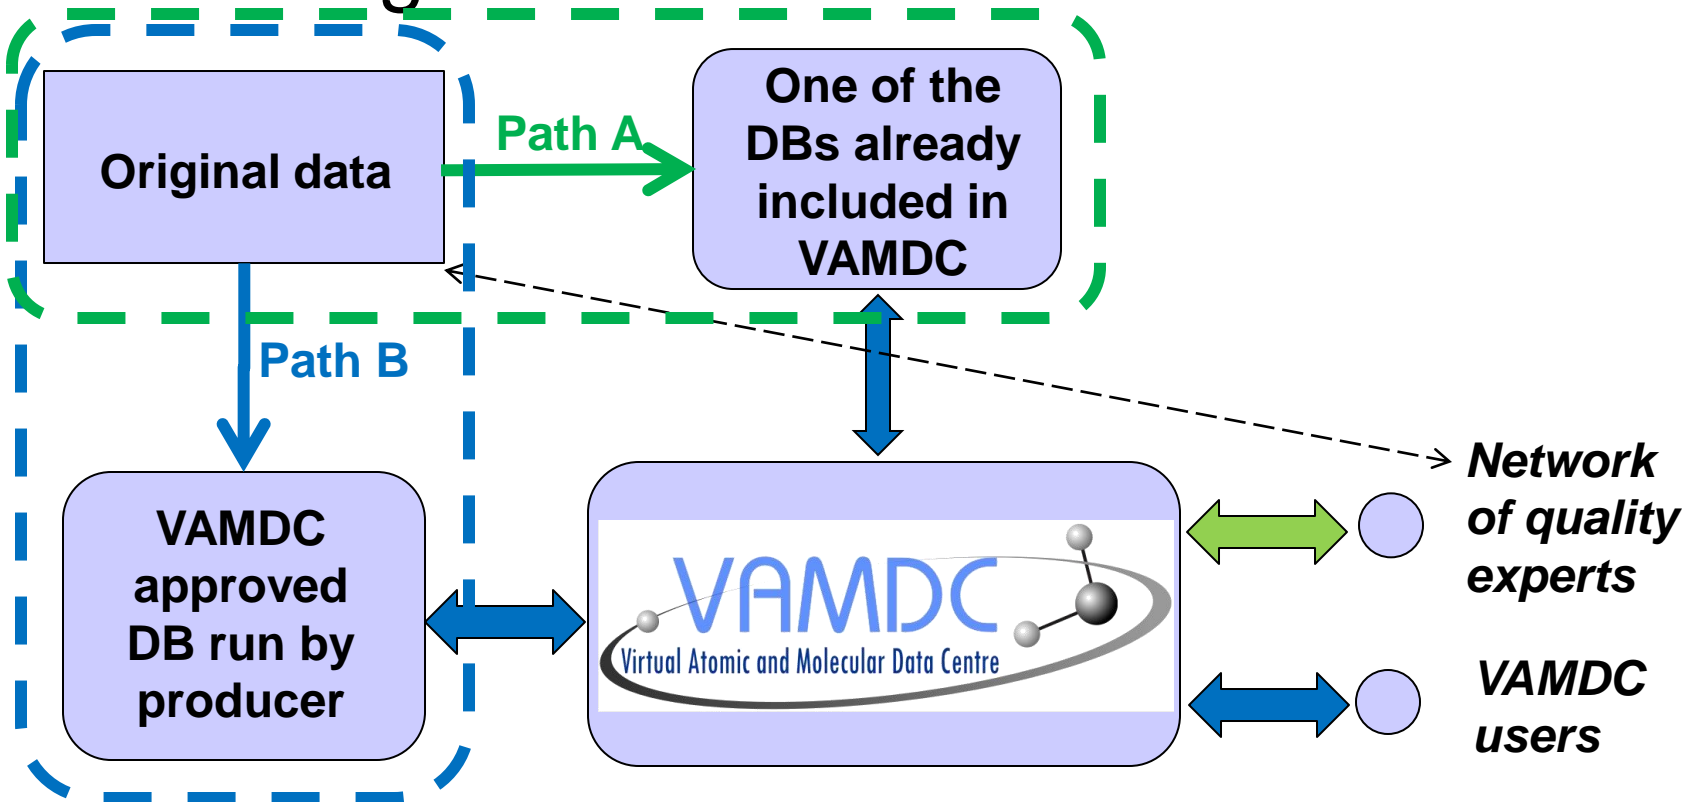 Original data
Path A
One of the
DBs already
included in
VAMDC
Path B
VAMDC
approved
DB run by
producer
VAMDC
Virtual Atomic and Molecular Data Centre
Network
of quality
experts
VAMDC
users